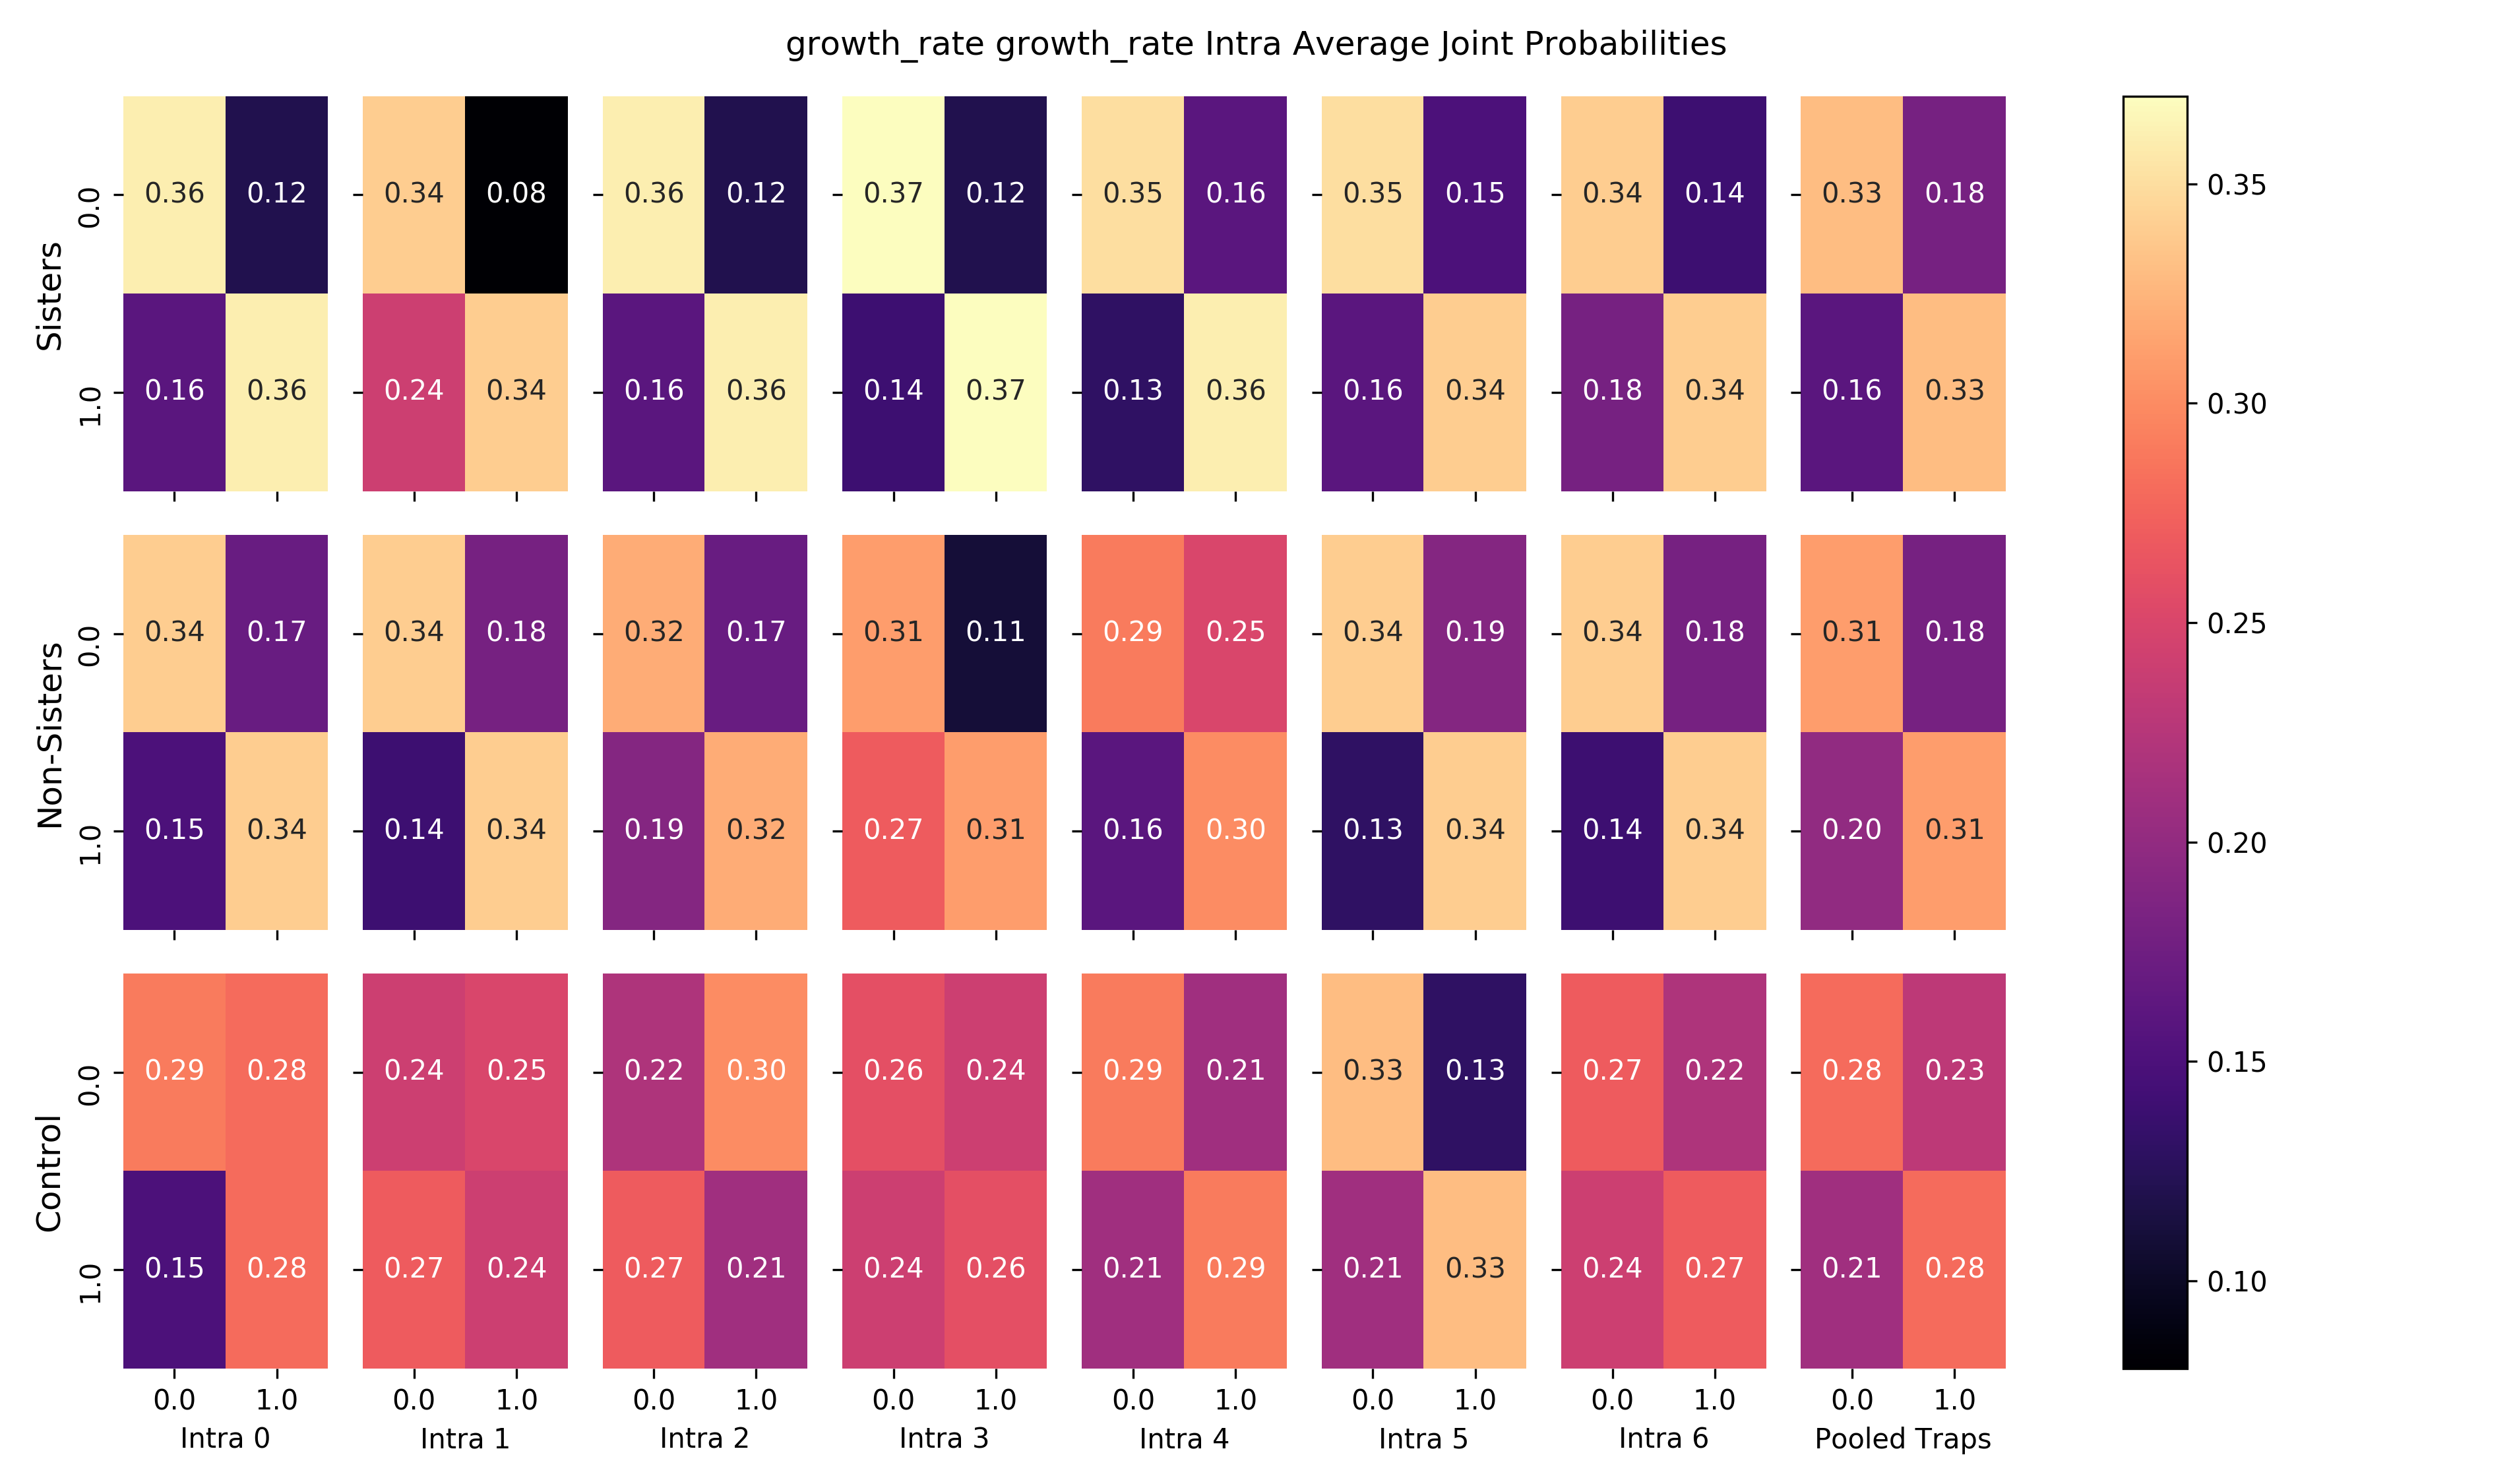 growth_rate growth_rate Intra Average Joint Probabilities
Sisters
0.0
0.36 0.12 0.34 0.08 0.36 0.12 0.37 0.12 0.35 0.16 0.35 0.15 0.34 0.14 0.33 0.18
1.0
0.16 0.36 0.24 0.34 0.16 0.36 0.14 0.37 0.13 0.36 0.16 0.34 0.18 0.34 0.16 0.33
Non-Sisters
0.0
0.34 0.17 0.34 0.18 0.32 0.17 0.31 0.11 0.29 0.25 0.34 0.19 0.34 0.18 0.31 0.18
1.0
0.15 0.34 0.14 0.34 0.19 0.32 0.27 0.31 0.16 0.30 0.13 0.34 0.14 0.34 0.20 0.31
Control
0.0
0.29 0.28 0.24 0.25 0.22 0.30 0.26 0.24 0.29 0.21 0.33 0.13 0.27 0.22 0.28 0.23
1.0
0.15 0.28 0.27 0.24 0.27 0.21 0.24 0.26 0.21 0.29 0.21 0.33 0.24 0.27 0.21 0.28
0.0 1.0 0.0 1.0 0.0 1.0 0.0 1.0 0.0 1.0 0.0 1.0 0.0 1.0 0.0 1.0
Intra 0 Intra 1 Intra 2 Intra 3 Intra 4 Intra 5 Intra 6 Pooled Traps
0.35
0.30
0.25
0.20
0.15
0.10